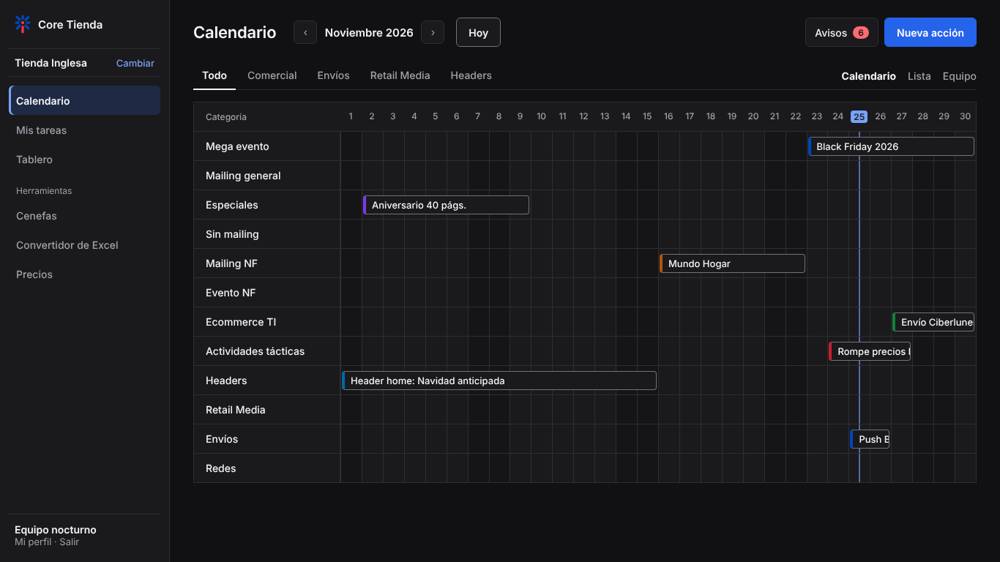 Core Tienda
Tienda Inglesa Cambiar
Calendario
Mis tareas
Tablero
Herramientas
Cenefas
Convertidor de Excel
Precios
Equipo nocturno
Mi perfil · Salir
Calendario ‹ Noviembre 2026 › Hoy Avisos 6 Nueva acción
Todo Comercial Envíos Retail Media Headers Calendario Lista Equipo
Categoría 1 2 3 4 5 6 7 8 9 10 11 12 13 14 15 16 17 18 19 20 21 22 23 24 25 26 27 28 29 30
Mega evento Black Friday 2026
Mailing general
Especiales Aniversario 40 págs.
Sin mailing
Mailing NF Mundo Hogar
Evento NF
Ecommerce TI Envío Ciberlune
Actividades tácticas Rompe precios
Headers Header home: Navidad anticipada
Retail Media
Envíos Push
Redes